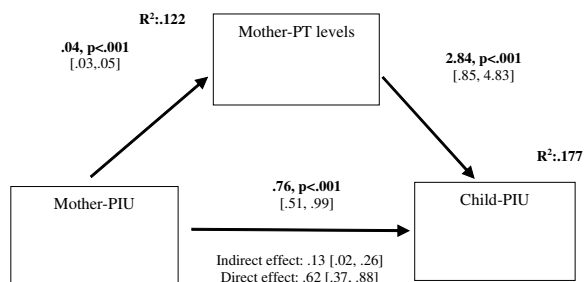 R²:.122
Mother-PT levels
.04, p<.001
[.03,.05]
2.84, p<.001
[.85, 4.83]
R²:.177
Mother-PIU
.76, p<.001
[.51, .99]
Child-PIU
Indirect effect: .13 [.02, .26]
Direct effect: .62 [.37, .88]